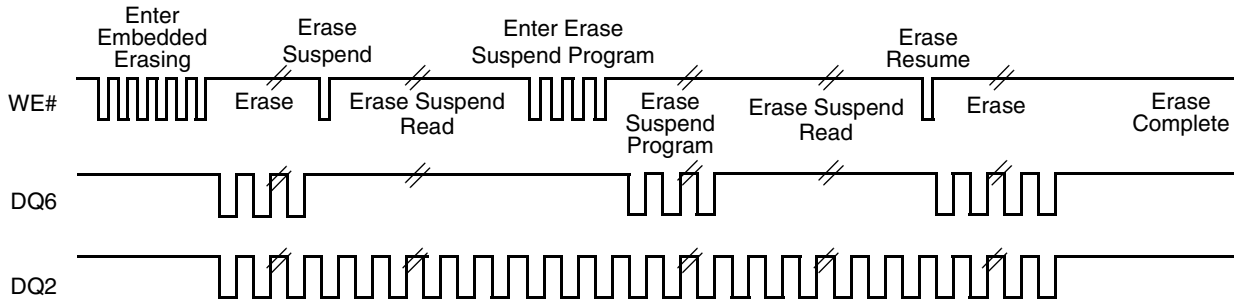 Enter
Embedded
Erasing
Erase
Suspend
Enter Erase
Suspend Program
Erase
Resume
WE#
Erase
Erase Suspend
Read
Erase
Suspend
Program
Erase Suspend
Read
Erase
Erase
Complete
DQ6
DQ2